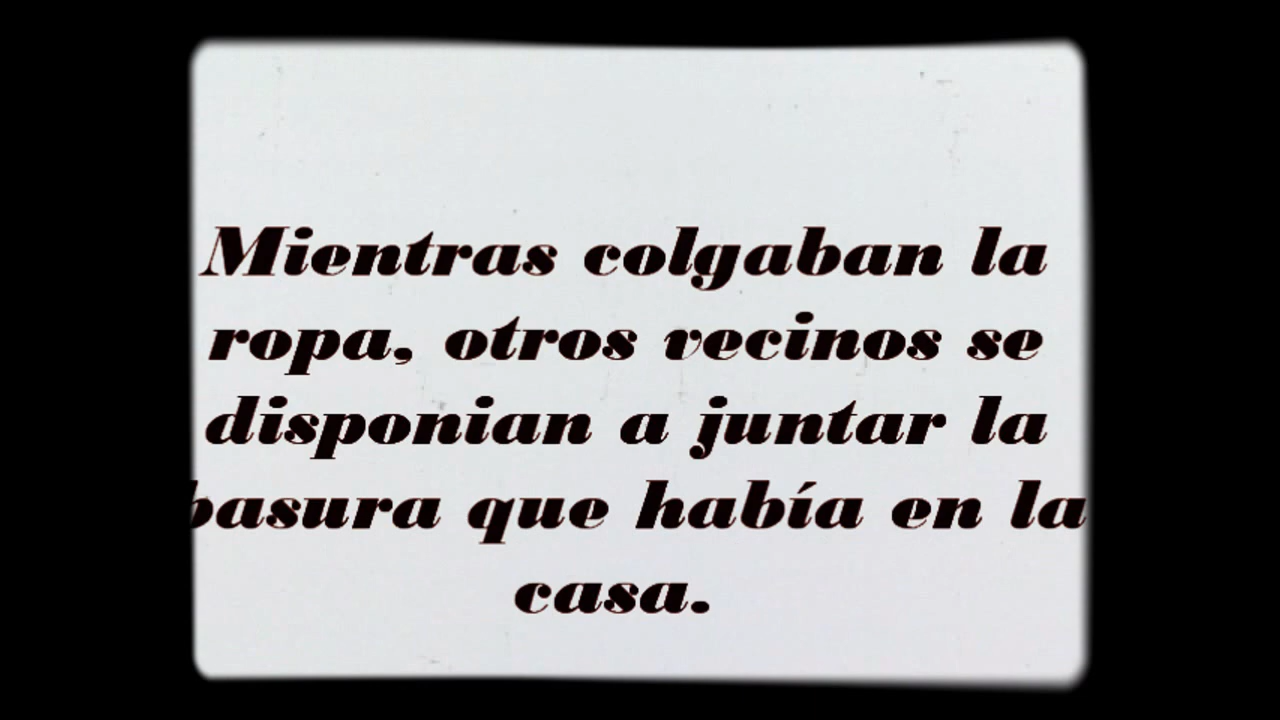 Mientras colgaban la
ropa, otros vecinos se
disponian a juntar la
basura que había en la
casa.